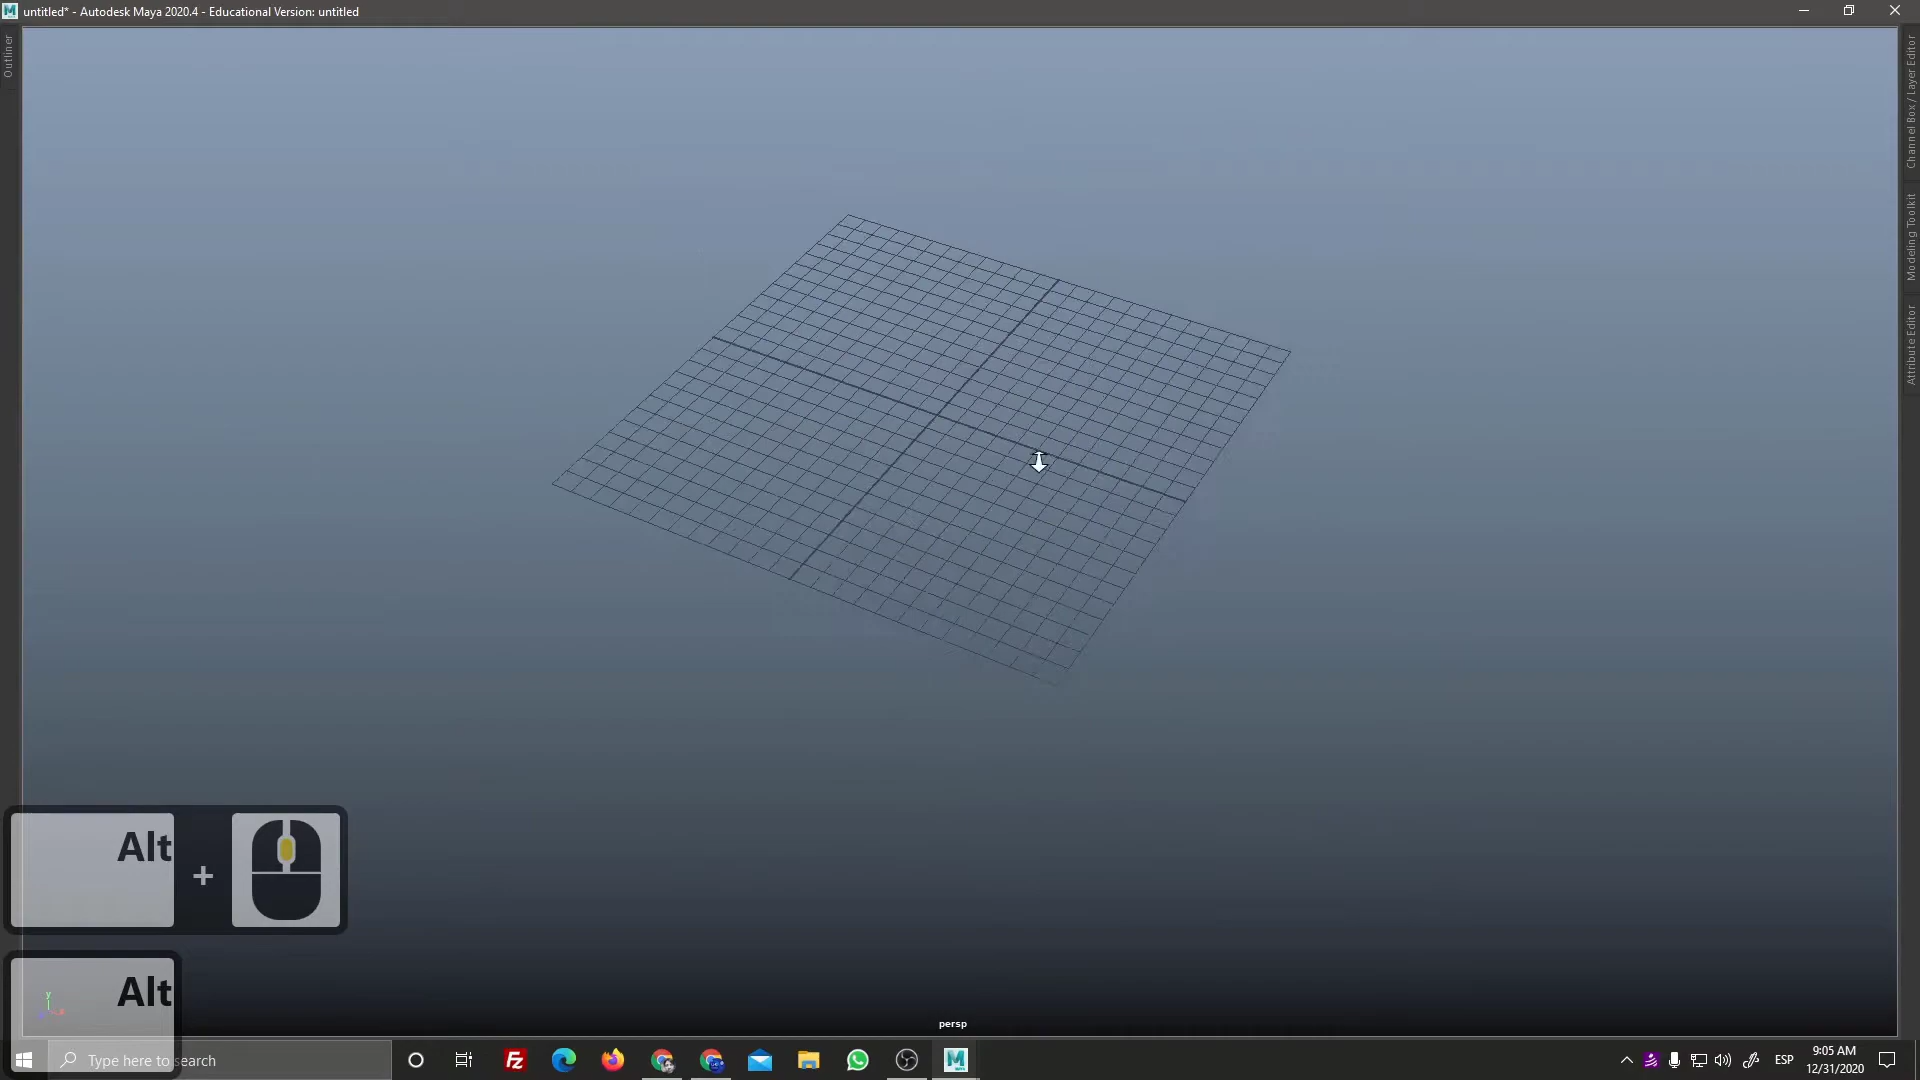 untitled* - Autodesk Maya 2020.4 - Educational Version: untitled
Outliner
Channel Box / Layer Editor
Modeling Toolkit
Attribute Editor
Alt
+
Alt
y
persp
Type here to search
ESP
9:05 AM
12/31/2020